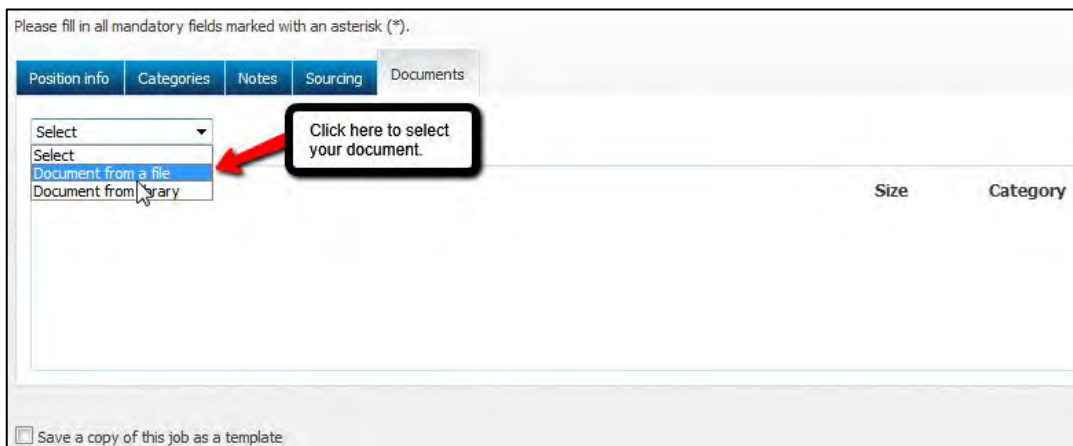 Please fill in all mandatory fields marked with an asterisk (*).
Position info Categories Notes Sourcing Documents
Select
Click here to select
your document.
Select
Document from a file
Document from library
Size Category
Save a copy of this job as a template